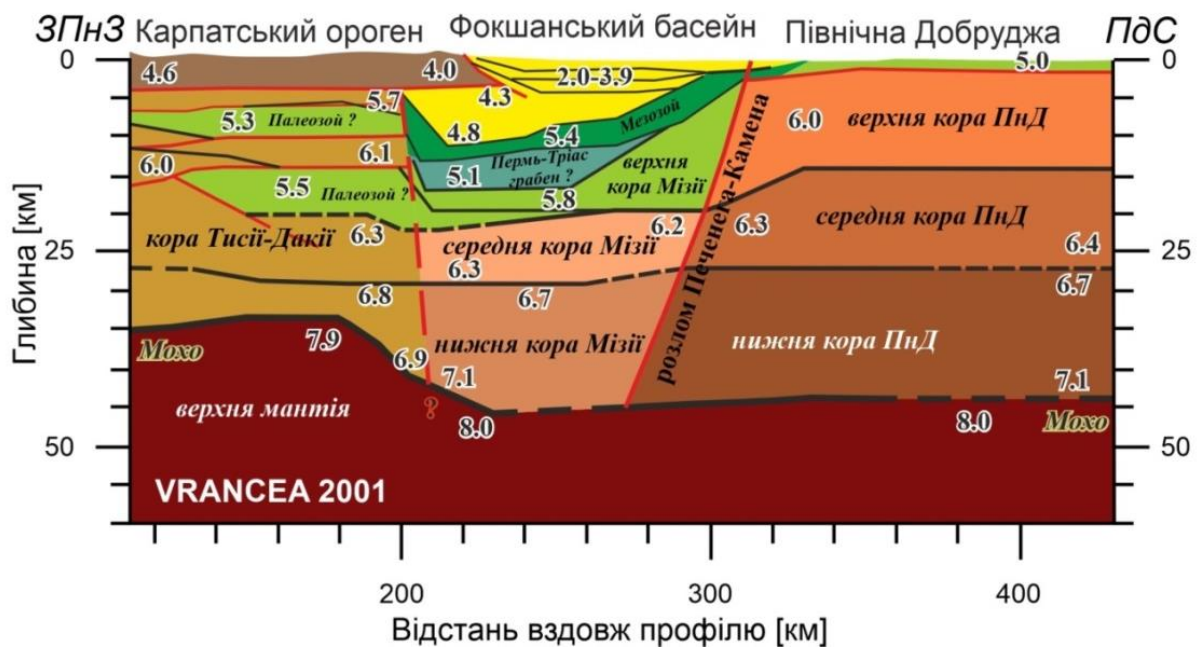 ЗПнЗ Карпатський ороген Фокшанський басейн Північна Добруджа ПдС
0 4.6 4.0 2.0-3.9 5.0 0
5.7 4.3
5.3 Палеозой ? 4.8 5.4 Мезозой 6.0 верхня кора ПнД
6.0 6.1 Пермь-Тріас
грабен ? верхня
кора Мізії
5.1
5.5 Палеозой ? 5.8
6.2 6.3 середня кора ПнД
кора Тисії-Дакії 6.3 середня кора Мізії
25 6.3 6.4 25
6.8 6.7 6.7
розлом Печенега-Камена
Мохо 7.9 6.9 нижня кора Мізії нижня кора ПнД
7.1 7.1
верхня мантія ? 8.0 8.0 Мохо
50 50
VRANCEA 2001
Глибина [км]
200 300 400
Відстань вздовж профілю [км]